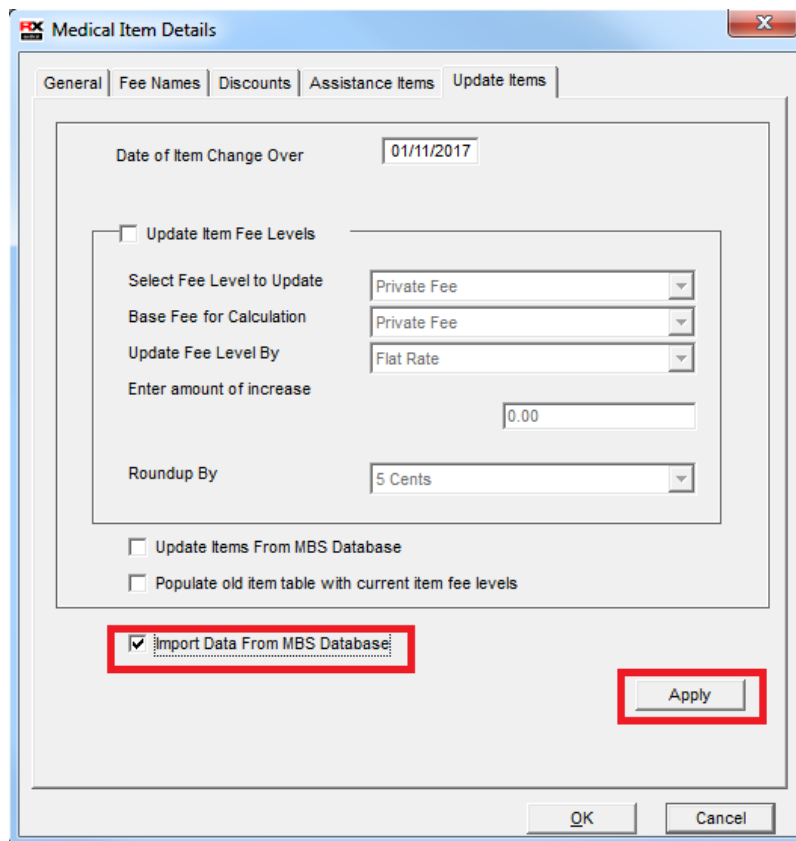 RX Medical Item Details
General Fee Names Discounts Assistance Items Update Items
Date of Item Change Over 01/11/2017
Update Item Fee Levels
Select Fee Level to Update Private Fee
Base Fee for Calculation Private Fee
Update Fee Level By Flat Rate
Enter amount of increase
0.00
Roundup By 5 Cents
Update Items From MBS Database
Populate old item table with current item fee levels
Import Data From MBS Database
Apply
OK Cancel